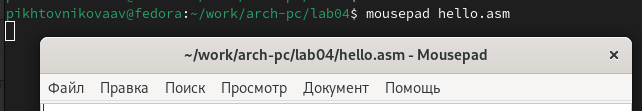 pikhtovnikovaav@fedora:~/work/arch-pc/lab04$ mousepad hello.asm
~/work/arch-pc/lab04/hello.asm - Mousepad
Файл Правка Поиск Просмотр Документ Помощь